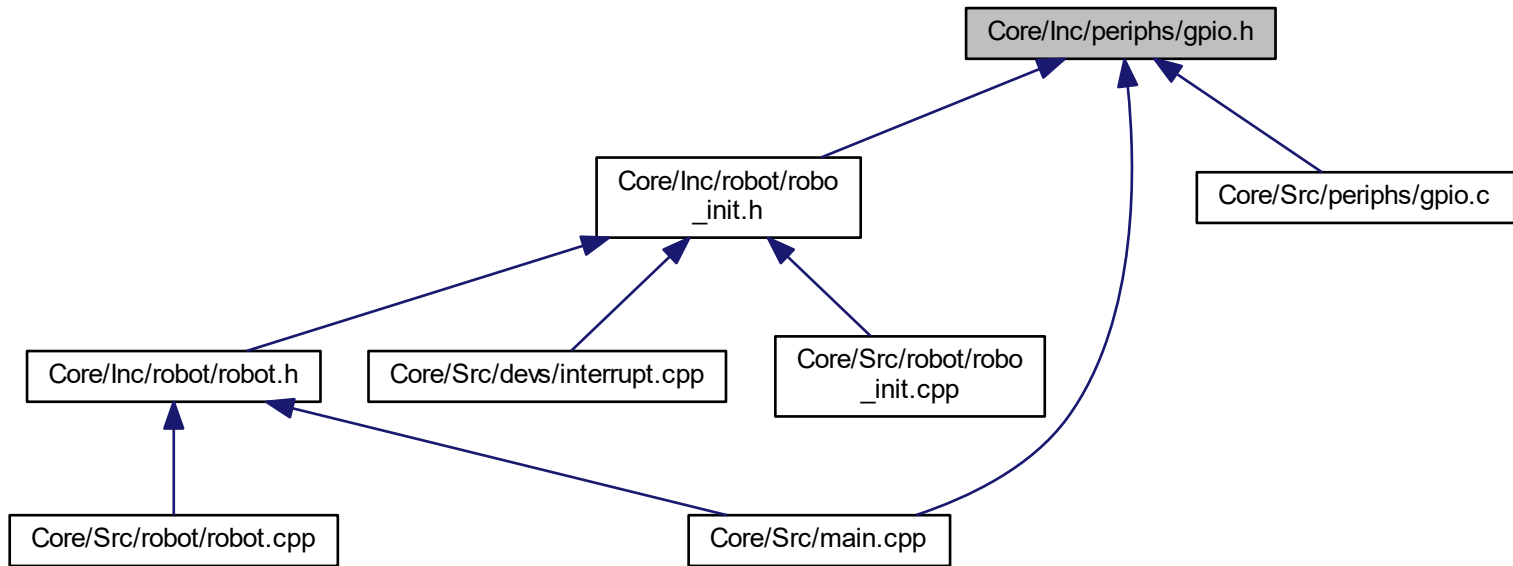 Core/Inc/periphs/gpio.h
Core/Inc/robot/robo
_init.h
Core/Src/periphs/gpio.c
Core/Inc/robot/robot.h
Core/Src/devs/interrupt.cpp
Core/Src/robot/robo
_init.cpp
Core/Src/robot/robot.cpp
Core/Src/main.cpp